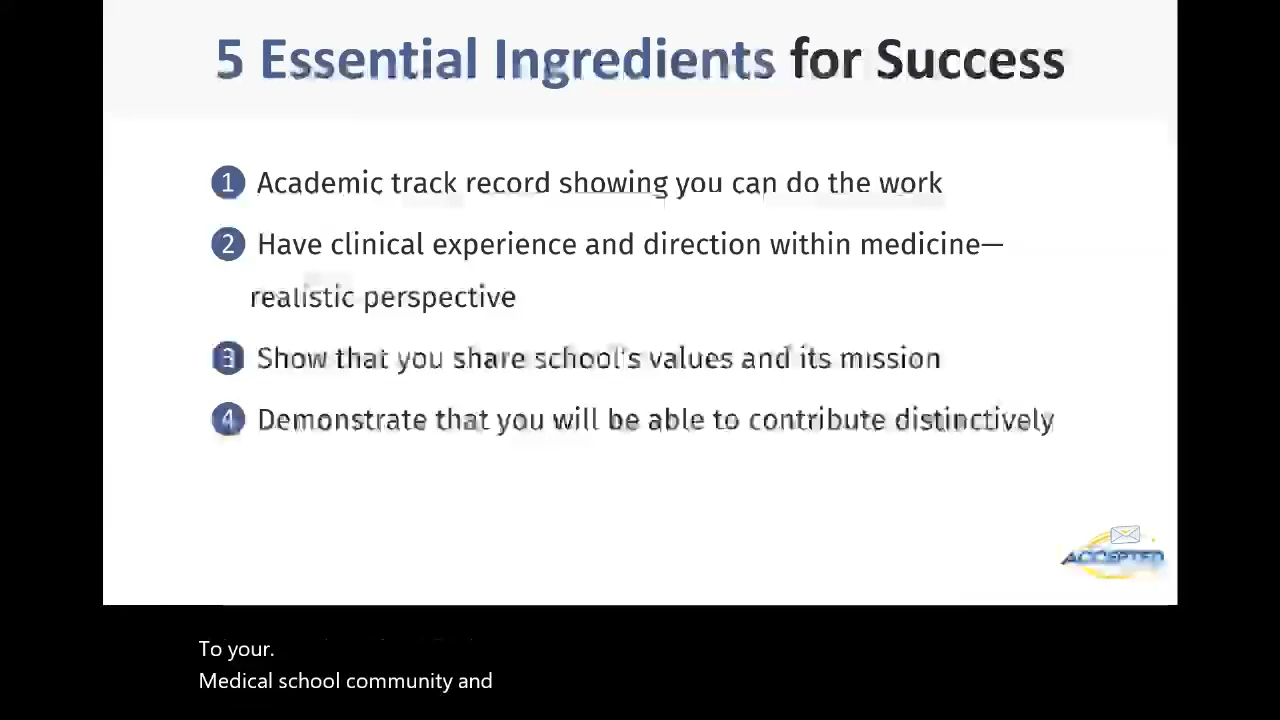 5 Essential Ingredients for Success
1 Academic track record showing you can do the work
2 Have clinical experience and direction within medicine—
realistic perspective
3 Show that you share school's values and its mission
4 Demonstrate that you will be able to contribute distinctively
ACCEPTED
To your.
Medical school community and